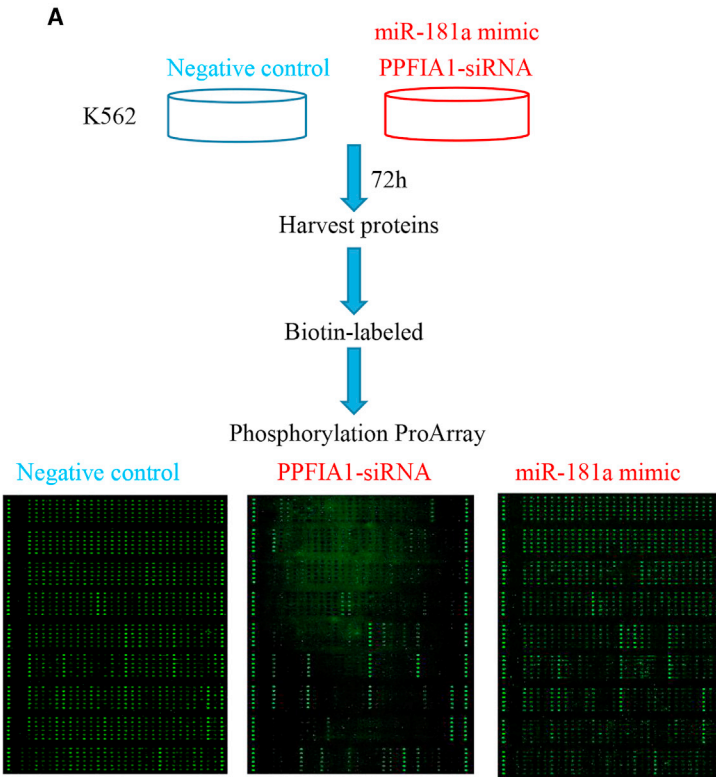 A
miR-181a mimic
Negative control PPFIA1-siRNA
K562
72h
Harvest proteins
Biotin-labeled
Phosphorylation ProArray
Negative control PPFIA1-siRNA miR-181a mimic